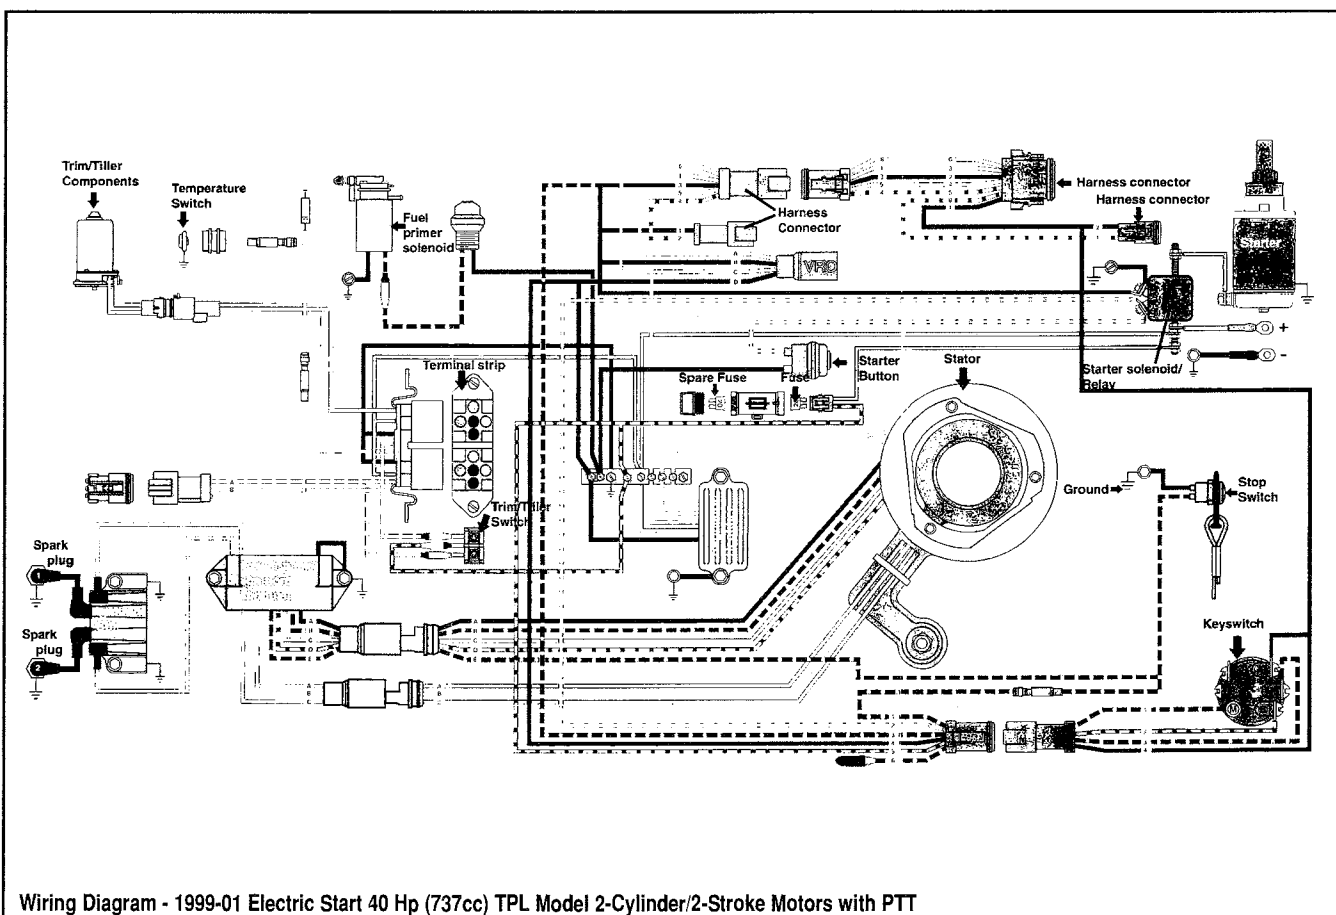 Trim/Tiller
Components
Temperature
Switch
Fuel
primer
solenoid
Harness
Connector
VRO
Harness connector
Harness connector
Starter
+
-
Starter solenoid/
Relay
Terminal strip
Starter
Button
Stator
Spare Fuse
Fuse
Trim/Tiller
Switch
Ground
Stop
Switch
Spark
plug
Spark
plug
1
2
Keyswitch
M
Wiring Diagram - 1999-01 Electric Start 40 Hp (737cc) TPL Model 2-Cylinder/2-Stroke Motors with PTT